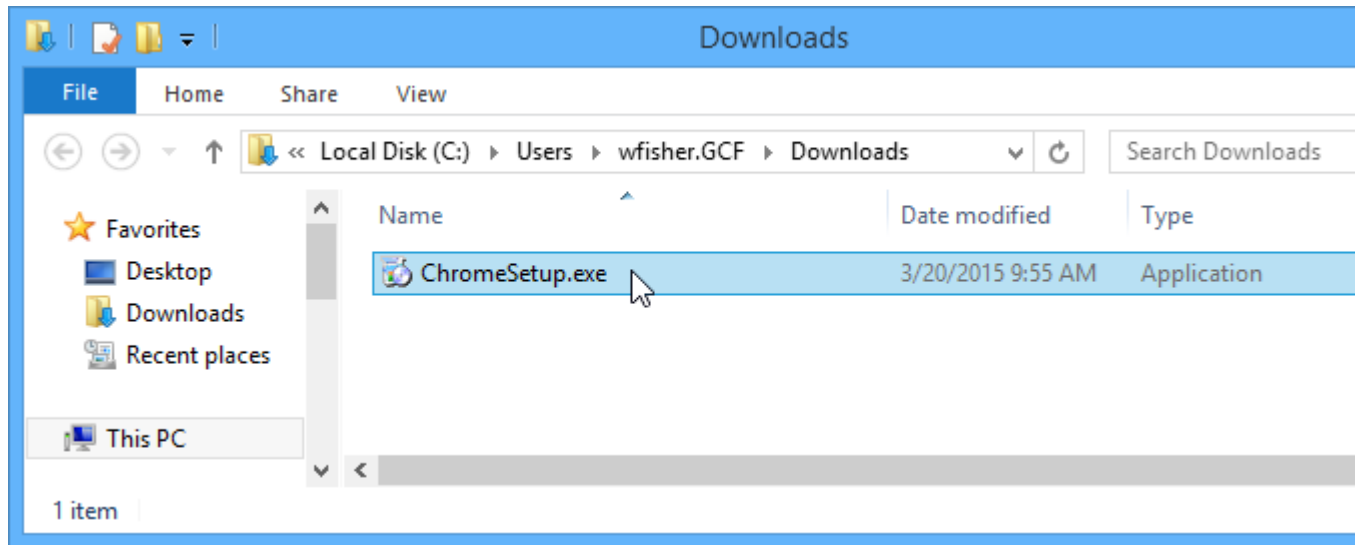 Downloads
File Home Share View
« Local Disk (C:) Users wfisher.GCF Downloads Search Downloads
Name Date modified Type
Favorites
ChromeSetup.exe 3/20/2015 9:55 AM Application
Desktop
Downloads
Recent places
This PC
1 item